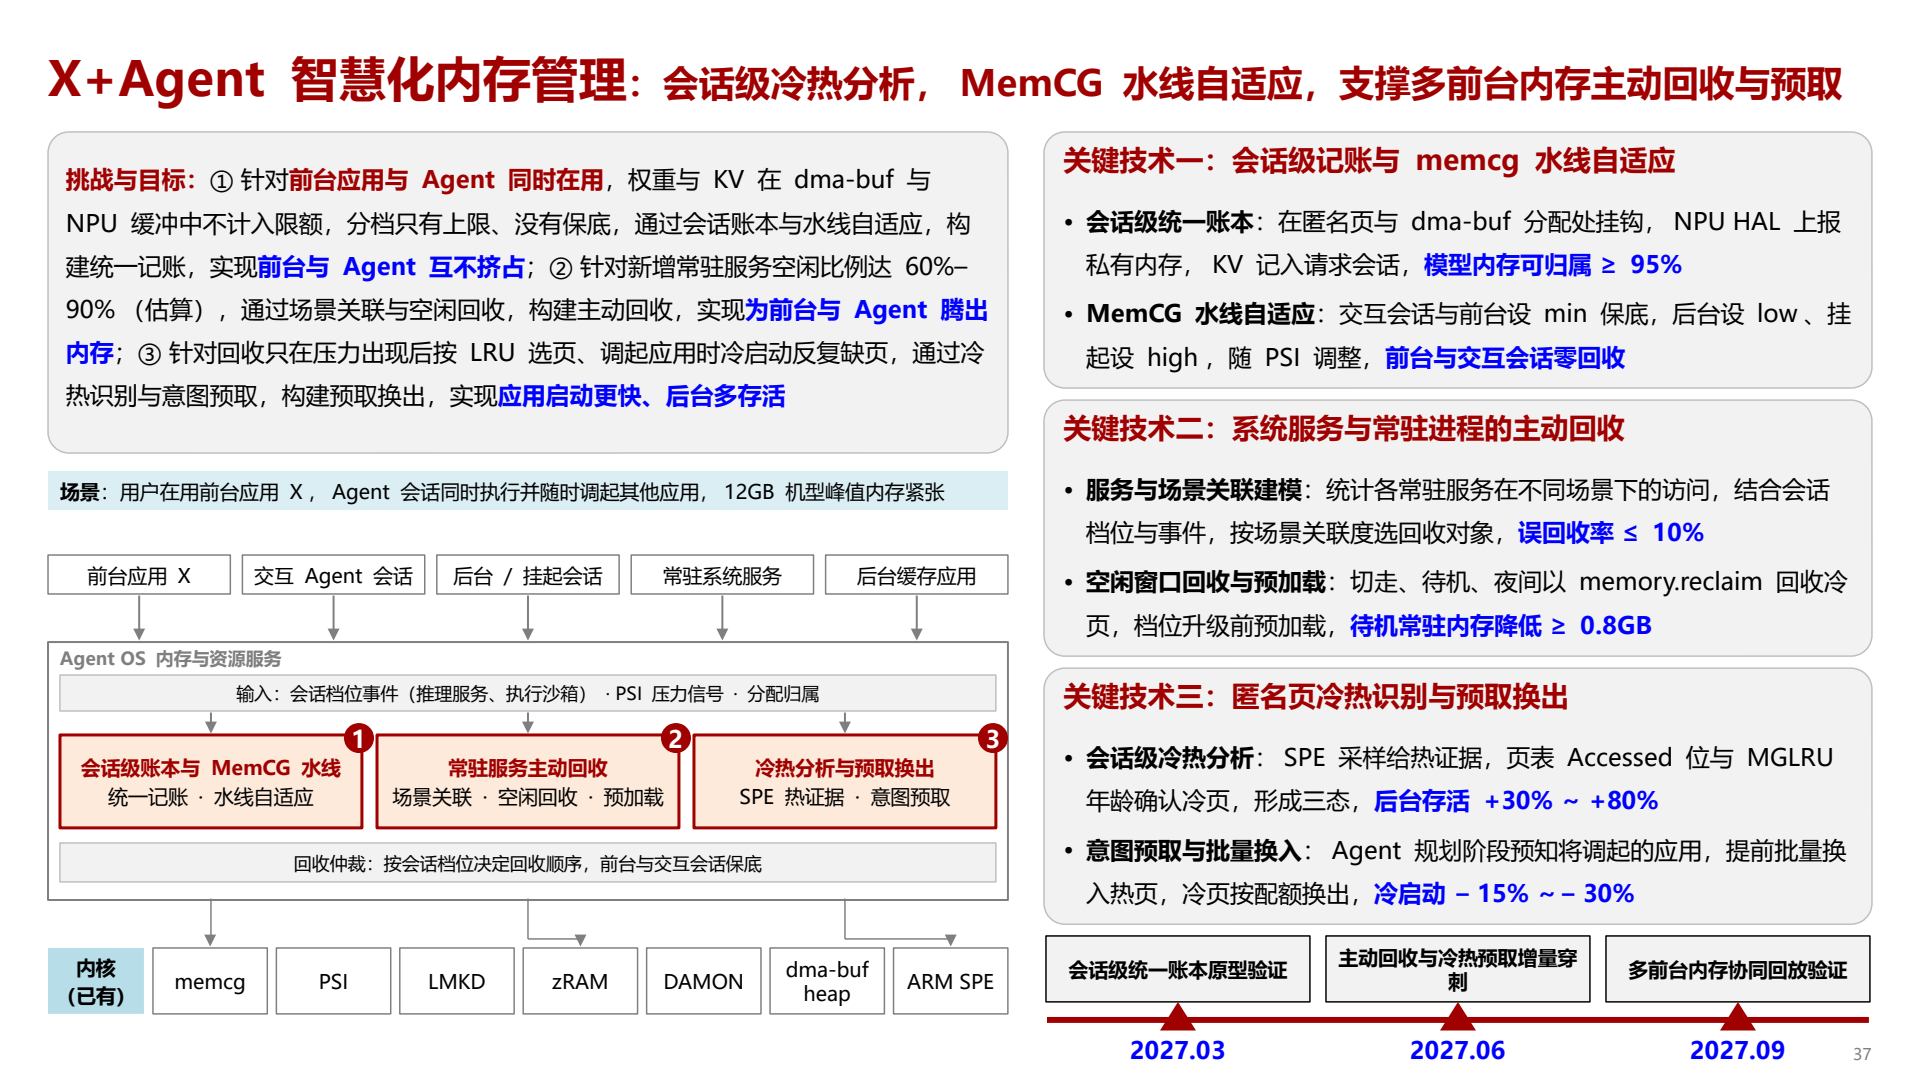 X+Agent 智慧化内存管理：会话级冷热分析， MemCG 水线自适应，支撑多前台内存主动回收与预取
挑战与目标：① 针对前台应用与 Agent 同时在用，权重与 KV 在 dma-buf 与
NPU 缓冲中不计入限额，分档只有上限、没有保底，通过会话账本与水线自适应，构
建统一记账，实现前台与 Agent 互不挤占；② 针对新增常驻服务空闲比例达 60%–
90% （估算），通过场景关联与空闲回收，构建主动回收，实现为前台与 Agent 腾出
内存；③ 针对回收只在压力出现后按 LRU 选页、调起应用时冷启动反复缺页，通过冷
热识别与意图预取，构建预取换出，实现应用启动更快、后台多存活
场景：用户在用前台应用 X ， Agent 会话同时执行并随时调起其他应用， 12GB 机型峰值内存紧张
前台应用 X
交互 Agent 会话
后台 / 挂起会话
常驻系统服务
后台缓存应用
Agent OS 内存与资源服务
输入：会话档位事件（推理服务、执行沙箱） · PSI 压力信号 · 分配归属
1
会话级账本与 MemCG 水线
统一记账 · 水线自适应
2
常驻服务主动回收
场景关联 · 空闲回收 · 预加载
3
冷热分析与预取换出
SPE 热证据 · 意图预取
回收仲裁：按会话档位决定回收顺序，前台与交互会话保底
内核
(已有)
memcg
PSI
LMKD
zRAM
DAMON
dma-buf
heap
ARM SPE
关键技术一：会话级记账与 memcg 水线自适应
• 会话级统一账本：在匿名页与 dma-buf 分配处挂钩， NPU HAL 上报
私有内存， KV 记入请求会话，模型内存可归属 ≥ 95%
• MemCG 水线自适应：交互会话与前台设 min 保底，后台设 low 、挂
起设 high ，随 PSI 调整，前台与交互会话零回收
关键技术二：系统服务与常驻进程的主动回收
• 服务与场景关联建模：统计各常驻服务在不同场景下的访问，结合会话
档位与事件，按场景关联度选回收对象，误回收率 ≤ 10%
• 空闲窗口回收与预加载：切走、待机、夜间以 memory.reclaim 回收冷
页，档位升级前预加载，待机常驻内存降低 ≥ 0.8GB
关键技术三：匿名页冷热识别与预取换出
• 会话级冷热分析： SPE 采样给热证据，页表 Accessed 位与 MGLRU
年龄确认冷页，形成三态，后台存活 +30% ~ +80%
• 意图预取与批量换入： Agent 规划阶段预知将调起的应用，提前批量换
入热页，冷页按配额换出，冷启动 – 15% ~ – 30%
会话级统一账本原型验证
主动回收与冷热预取增量穿
刺
多前台内存协同回放验证
2027.03
2027.06
2027.09
37